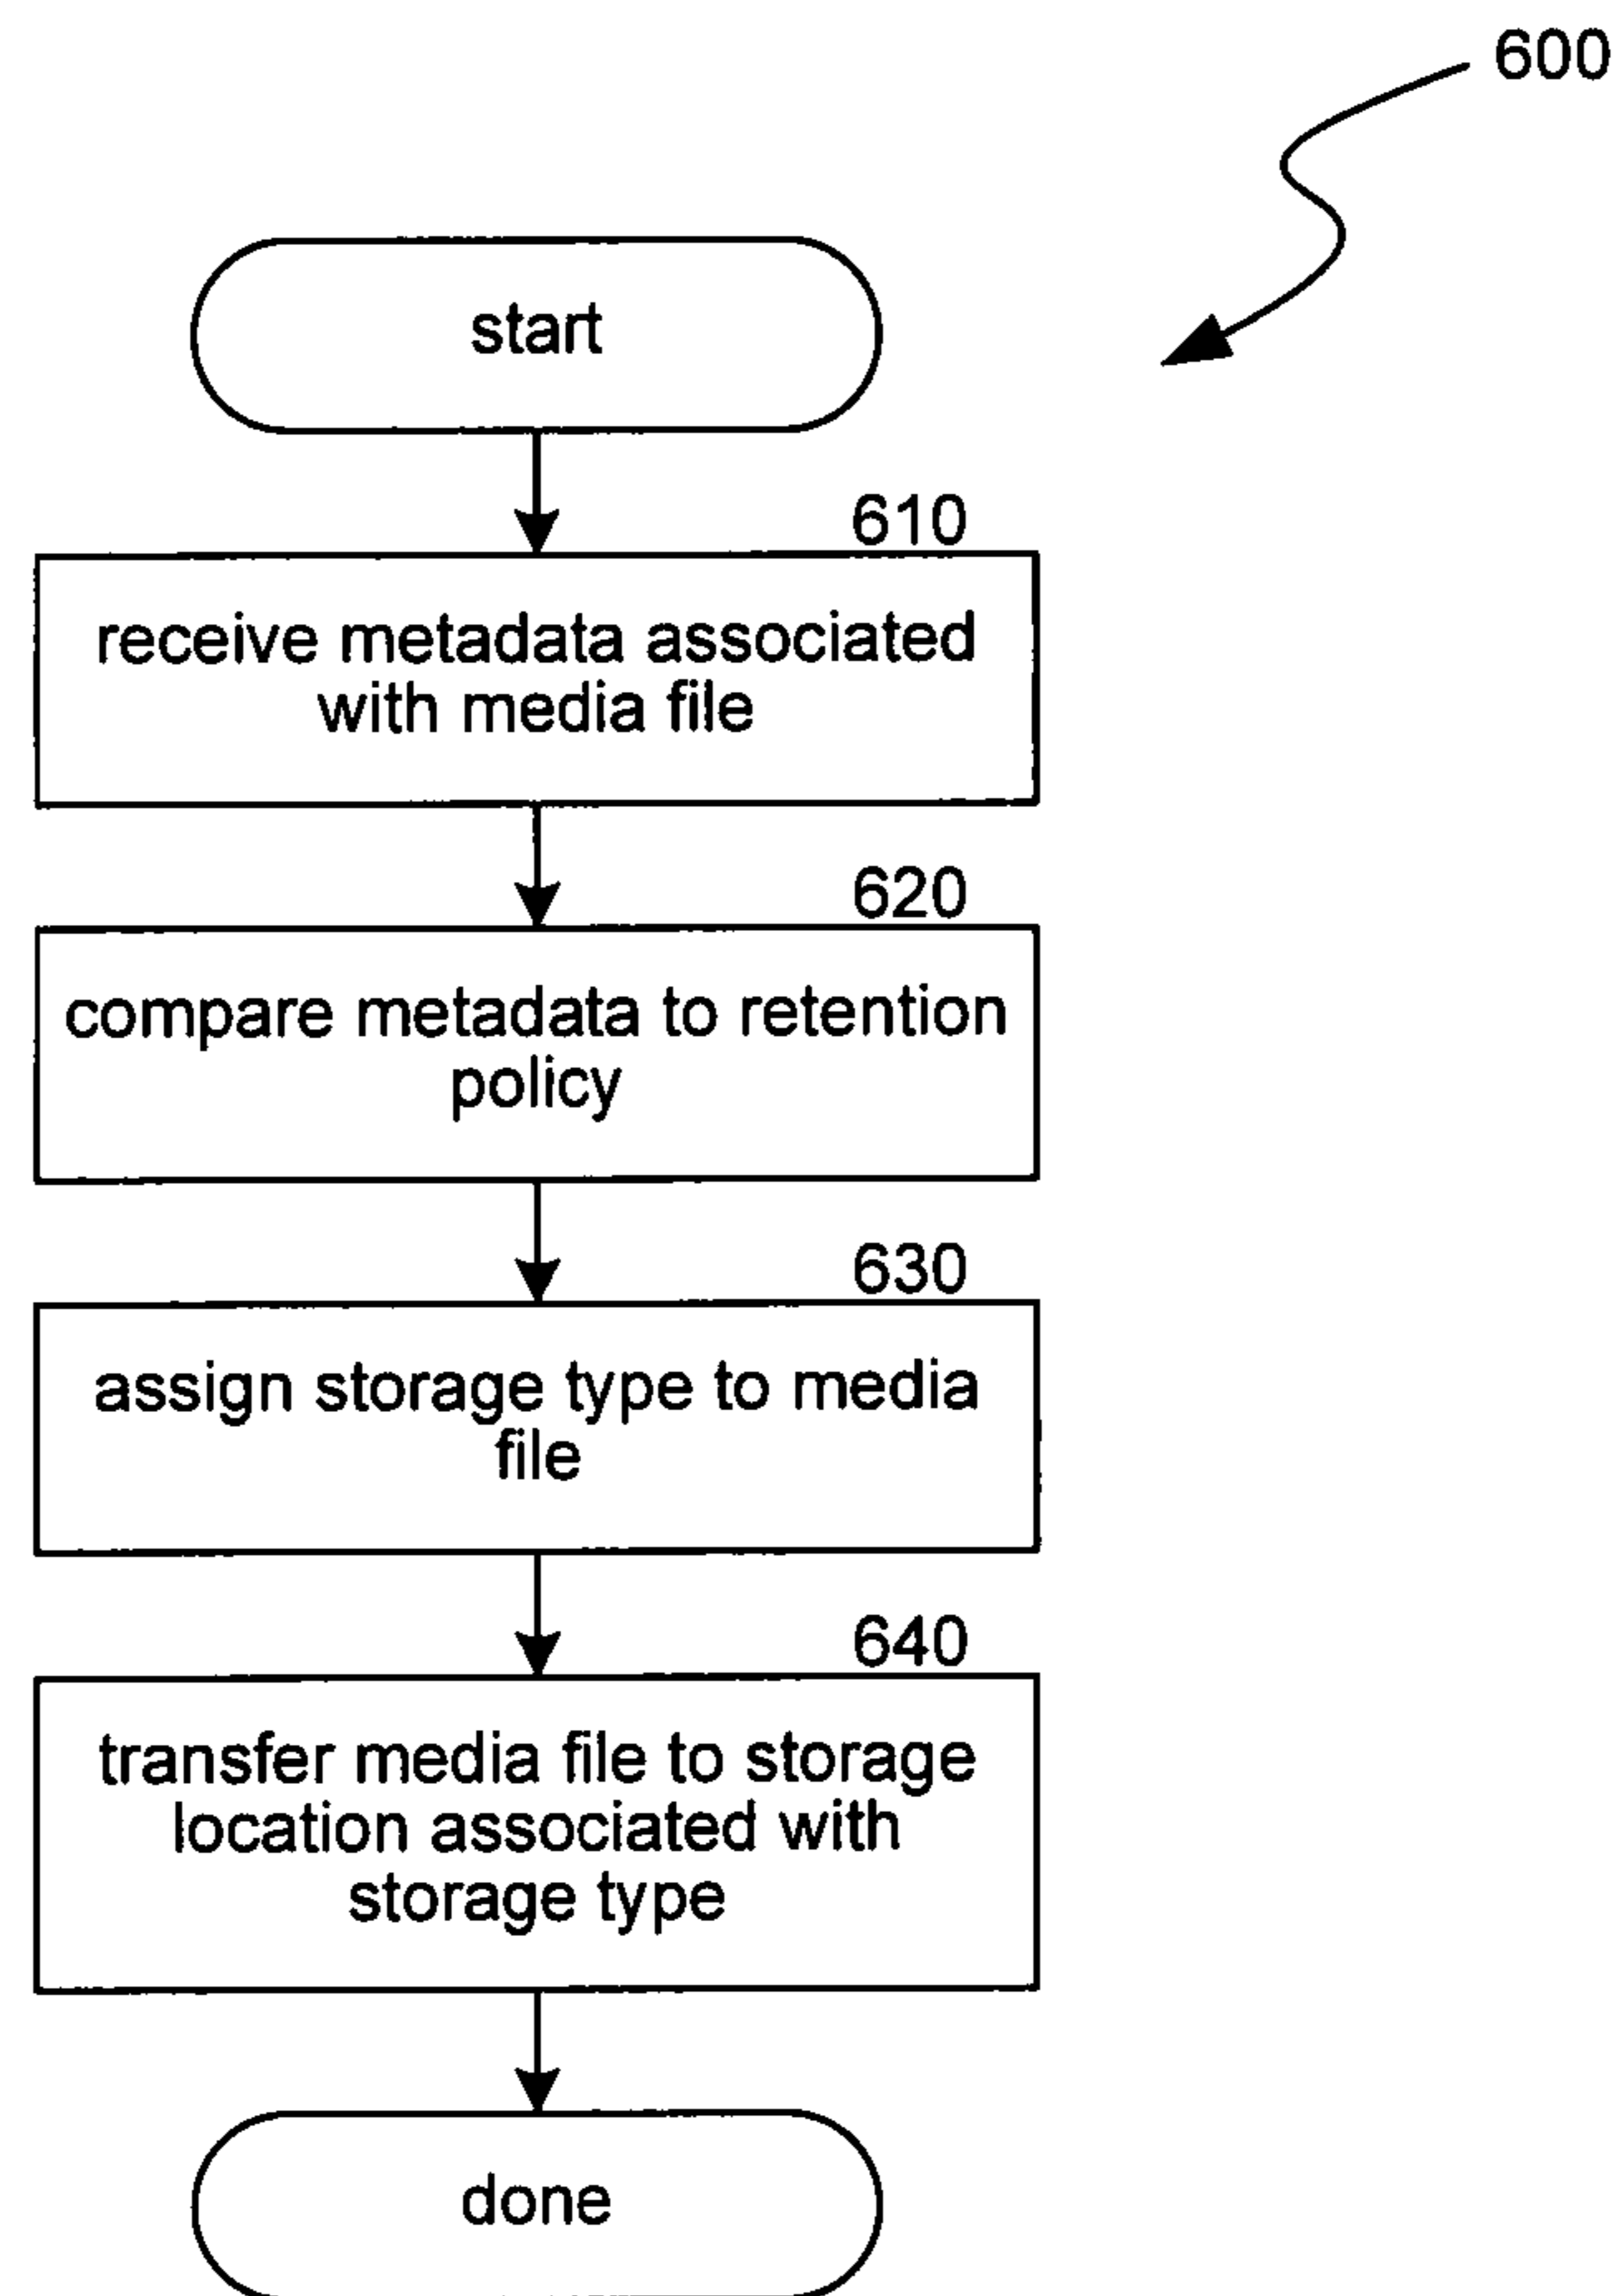 600
start
610
receive metadata associated
with media file
620
compare metadata to retention
policy
630
assign storage type to media
file
640
transfer media file to storage
location associated with
storage type
done